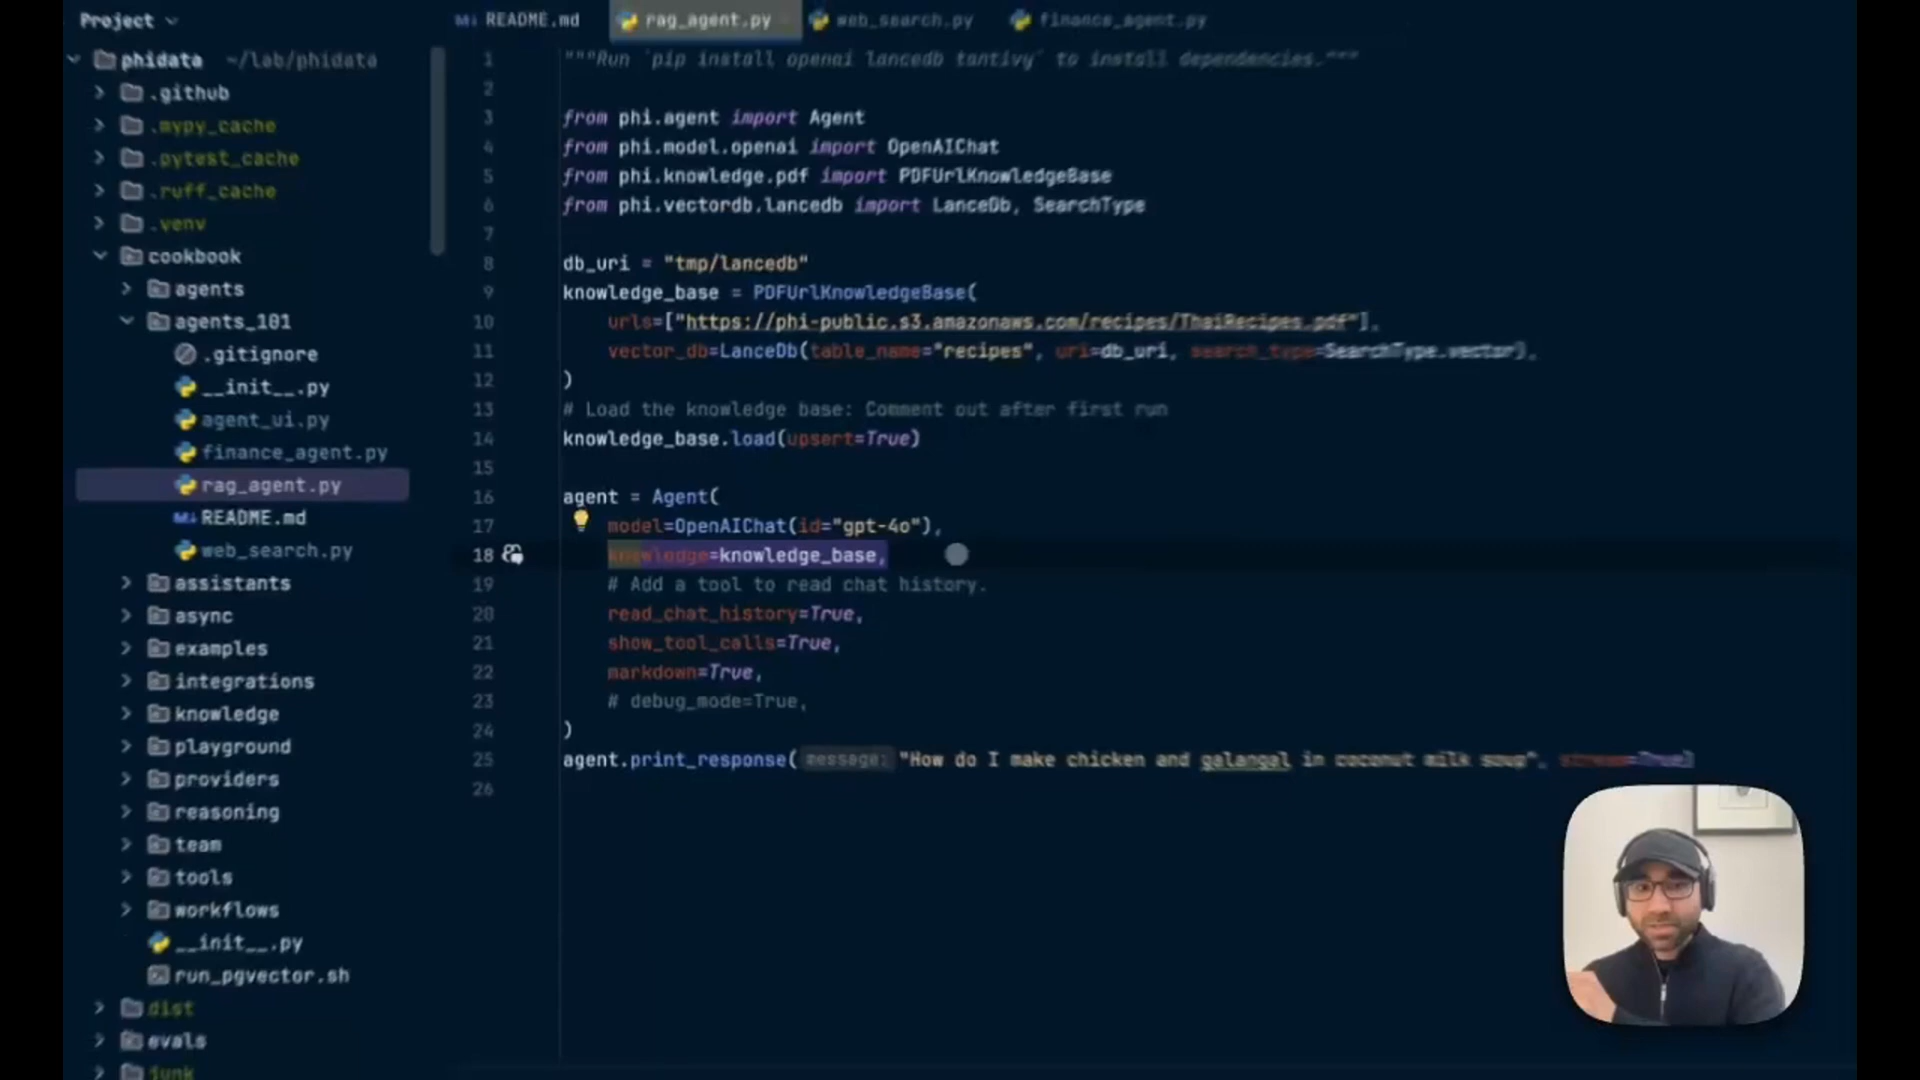 Project
README.md
rag_agent.py
web_search.py
finance_agent.py
phidata ~/lab/phidata
.github
.mypy_cache
.pytest_cache
.ruff_cache
.venv
cookbook
agents
agents_101
.gitignore
__init__.py
agent_ui.py
finance_agent.py
rag_agent.py
README.md
web_search.py
assistants
async
examples
integrations
knowledge
playground
providers
reasoning
team
tools
workflows
__init__.py
run_pgvector.sh
dist
evals
junk
1 """Run `pip install openai lancedb tantivy` to install dependencies."""
2
3 from phi.agent import Agent
4 from phi.model.openai import OpenAIChat
5 from phi.knowledge.pdf import PDFUrlKnowledgeBase
6 from phi.vectordb.lancedb import LanceDb, SearchType
7
8 db_uri = "tmp/lancedb"
9 knowledge_base = PDFUrlKnowledgeBase(
10 urls=["https://phi-public.s3.amazonaws.com/recipes/ThaiRecipes.pdf"],
11 vector_db=LanceDb(table_name="recipes", uri=db_uri, search_type=SearchType.vector),
12 )
13 # Load the knowledge base: Comment out after first run
14 knowledge_base.load(upsert=True)
15
16 agent = Agent(
17 model=OpenAIChat(id="gpt-4o"),
18 knowledge=knowledge_base,
19 # Add a tool to read chat history.
20 read_chat_history=True,
21 show_tool_calls=True,
22 markdown=True,
23 # debug_mode=True,
24 )
25 agent.print_response( message: "How do I make chicken and galangal in coconut milk soup", stream=True)
26